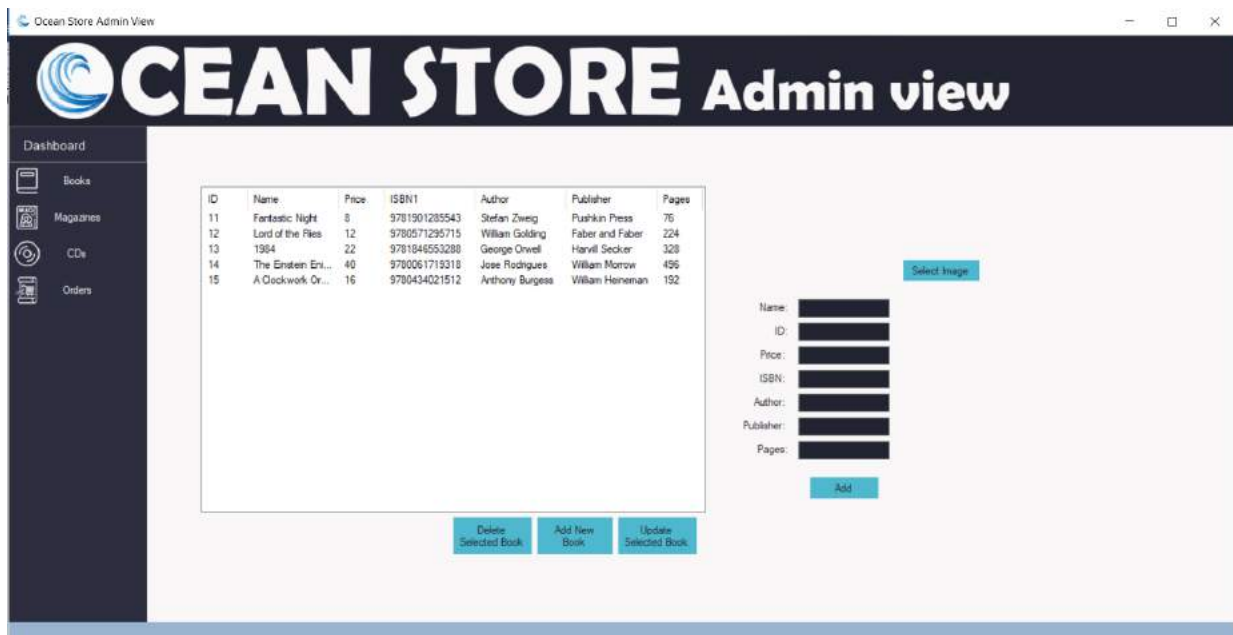 Ocean Store Admin View
OCEAN STORE Admin view
Dashboard
Books
Magazines
CDs
Orders
ID Name Price ISBN1 Author Publisher Pages
11 Fantastic Night 8 9781901285543 Stefan Zweig Pushkin Press 76
12 Lord of the Flies 12 9780571295715 William Golding Faber and Faber 224
13 1984 22 9781846553288 George Orwell Harvill Secker 328
14 The Einstein Eni... 40 9780061719318 Jose Rodrigues William Morrow 496
15 A Clockwork Or... 16 9780434021512 Anthony Burgess William Heineman 192
Select Image
Name:
ID:
Price:
ISBN:
Author:
Publisher:
Pages:
Add
Delete
Selected Book
Add New
Book
Update
Selected Book